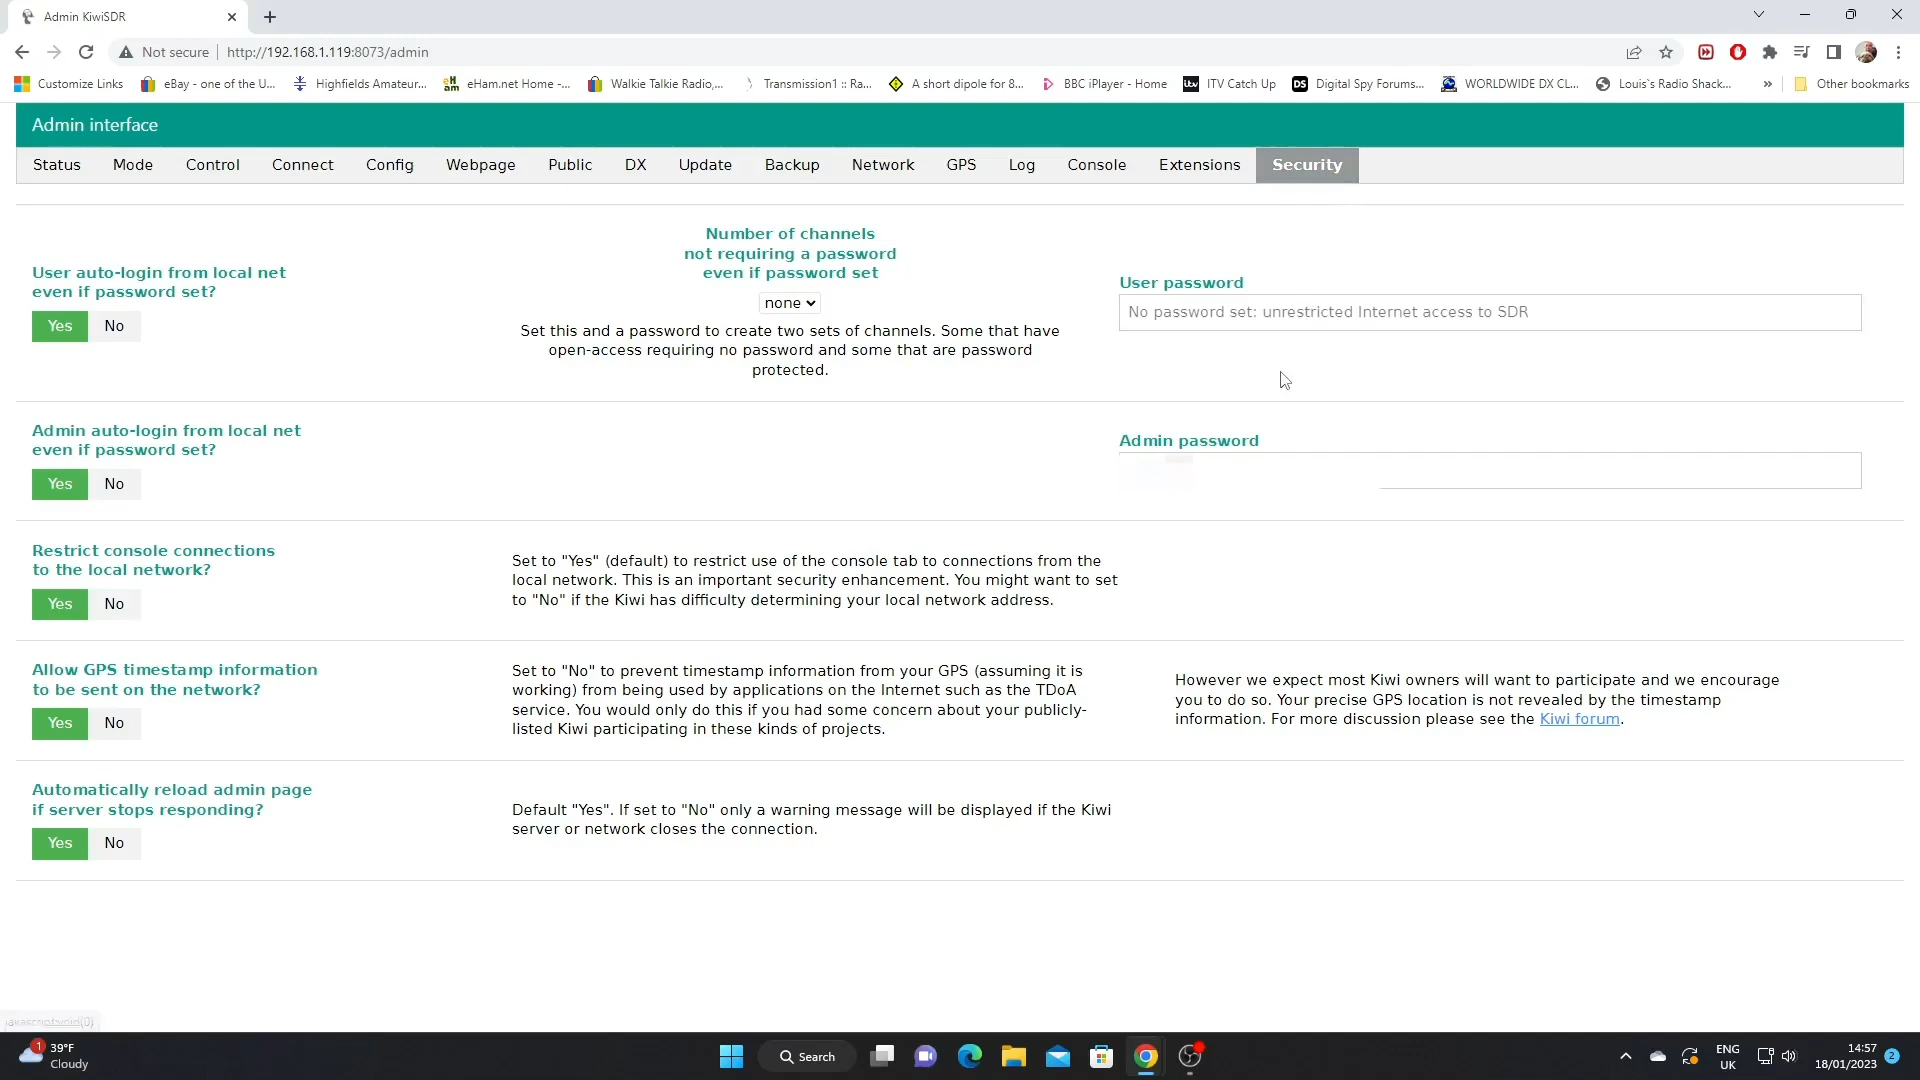 Admin KiwiSDR
Not secure
http://192.168.1.119:8073/admin
Customize Links
eBay - one of the U...
Highfields Amateur...
eHam.net Home -...
Walkie Talkie Radio,...
Transmission1 :: Ra...
A short dipole for 8...
BBC iPlayer - Home
ITV Catch Up
Digital Spy Forums...
WORLDWIDE DX CL...
Louis`s Radio Shack...
»
Other bookmarks
Admin interface
Status
Mode
Control
Connect
Config
Webpage
Public
DX
Update
Backup
Network
GPS
Log
Console
Extensions
Security
User auto-login from local net
even if password set?
Yes
No
Number of channels
not requiring a password
even if password set
none
Set this and a password to create two sets of channels. Some that have
open-access requiring no password and some that are password
protected.
User password
No password set: unrestricted Internet access to SDR
Admin auto-login from local net
even if password set?
Yes
No
Admin password
Restrict console connections
to the local network?
Yes
No
Set to "Yes" (default) to restrict use of the console tab to connections from the
local network. This is an important security enhancement. You might want to set
to "No" if the Kiwi has difficulty determining your local network address.
Allow GPS timestamp information
to be sent on the network?
Yes
No
Set to "No" to prevent timestamp information from your GPS (assuming it is
working) from being used by applications on the Internet such as the TDoA
service. You would only do this if you had some concern about your publicly-
listed Kiwi participating in these kinds of projects.
However we expect most Kiwi owners will want to participate and we encourage
you to do so. Your precise GPS location is not revealed by the timestamp
information. For more discussion please see the Kiwi forum.
Automatically reload admin page
if server stops responding?
Yes
No
Default "Yes". If set to "No" only a warning message will be displayed if the Kiwi
server or network closes the connection.
javascript:void(0)
1
39°F
Cloudy
Search
ENG
UK
14:57
18/01/2023
2